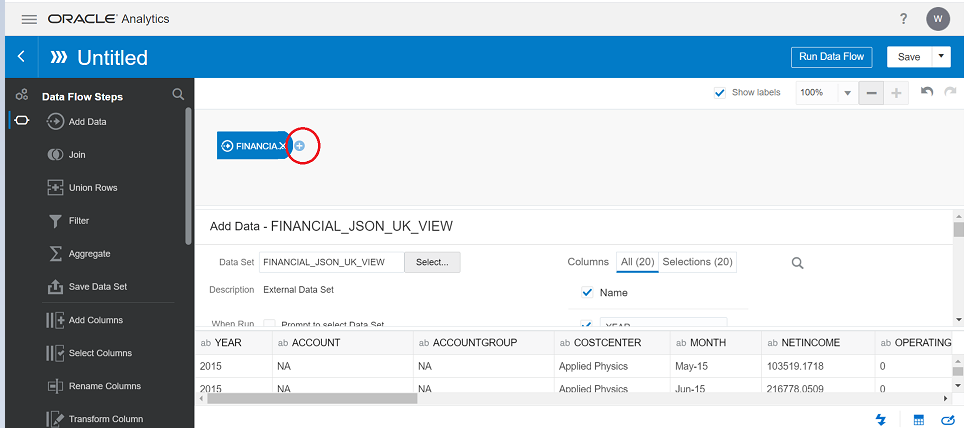 ORACLE Analytics ? W
Untitled Run Data Flow Save
Data Flow Steps
Show labels 100%
Add Data
Join
Union Rows
Filter
Aggregate
Save Data Set
Add Columns
Select Columns
Rename Columns
Transform Column
FINANCIA
Add Data - FINANCIAL_JSON_UK_VIEW
Data Set FINANCIAL_JSON_UK_VIEW Select... Columns All (20) Selections (20)
Description External Data Set Name
When Run Prompt to select Data Set YEAR
ab YEAR ab ACCOUNT ab ACCOUNTGROUP ab COSTCENTER ab MONTH ab NETINCOME ab OPERATING
2015 NA NA Applied Physics May-15 103519.1718 0
2015 NA NA Applied Physics Jun-15 216778.0509 0